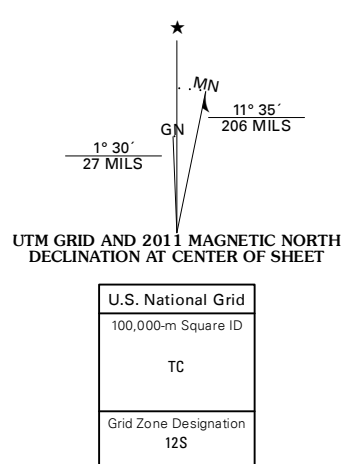 ★
MN
GN
11° 35´
206 MILS
1° 30´
27 MILS
UTM GRID AND 2011 MAGNETIC NORTH
DECLINATION AT CENTER OF SHEET
U.S. National Grid
100,000-m Square ID
TC
Grid Zone Designation
12S